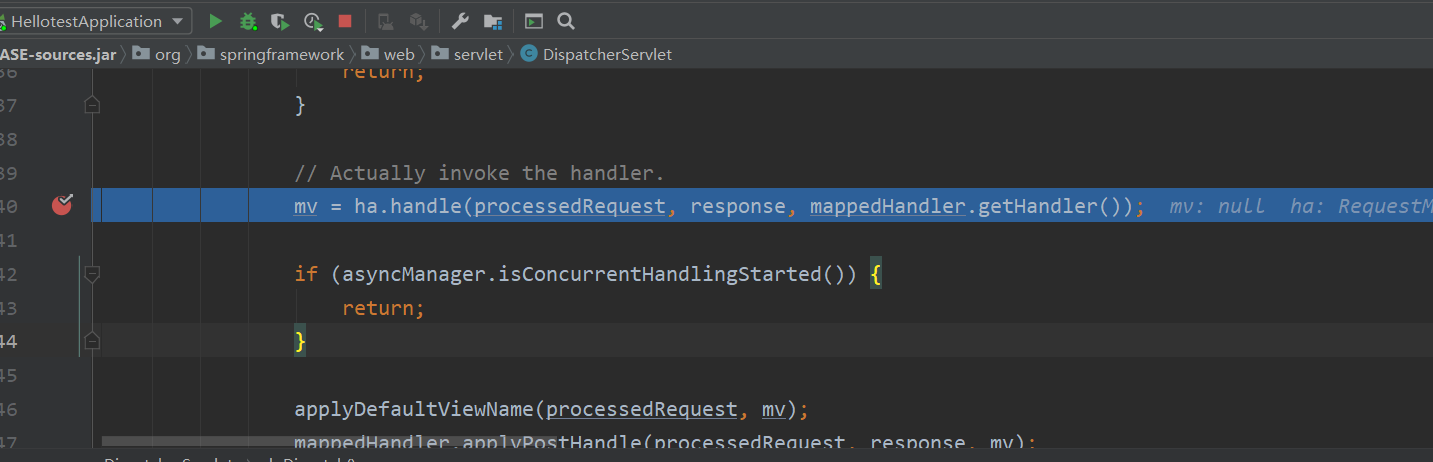 HellotestApplication
ASE-sources.jar org springframework web servlet DispatcherServlet
36 return;
37 }
38
39 // Actually invoke the handler.
40 mv = ha.handle(processedRequest, response, mappedHandler.getHandler()); mv: null ha: RequestM
41
42 if (asyncManager.isConcurrentHandlingStarted()) {
43 return;
44 }
45
46 applyDefaultViewName(processedRequest, mv);
47 mappedHandler.applyPostHandle(processedRequest, response, mv);